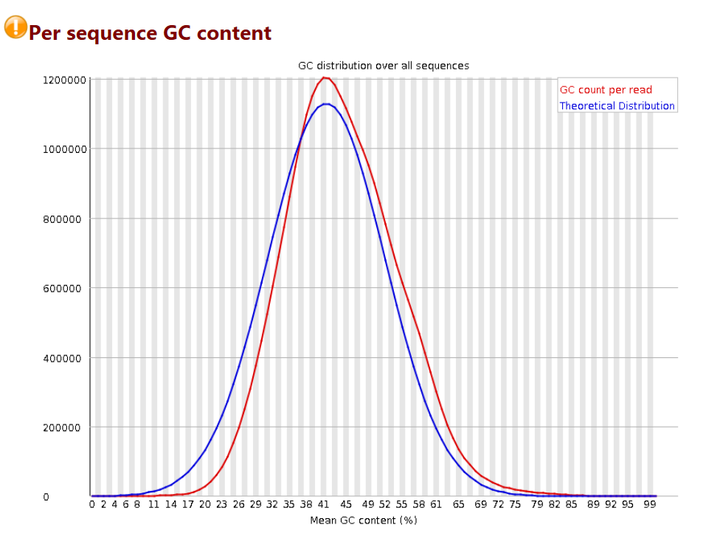 Per sequence GC content
GC distribution over all sequences
GC count per read
Theoretical Distribution
1200000
1000000
800000
600000
400000
200000
0
0 2 4 6 8 11 14 17 20 23 26 29 32 35 38 41 45 49 52 55 58 61 65 69 72 75 79 82 85 89 92 95 99
Mean GC content (%)